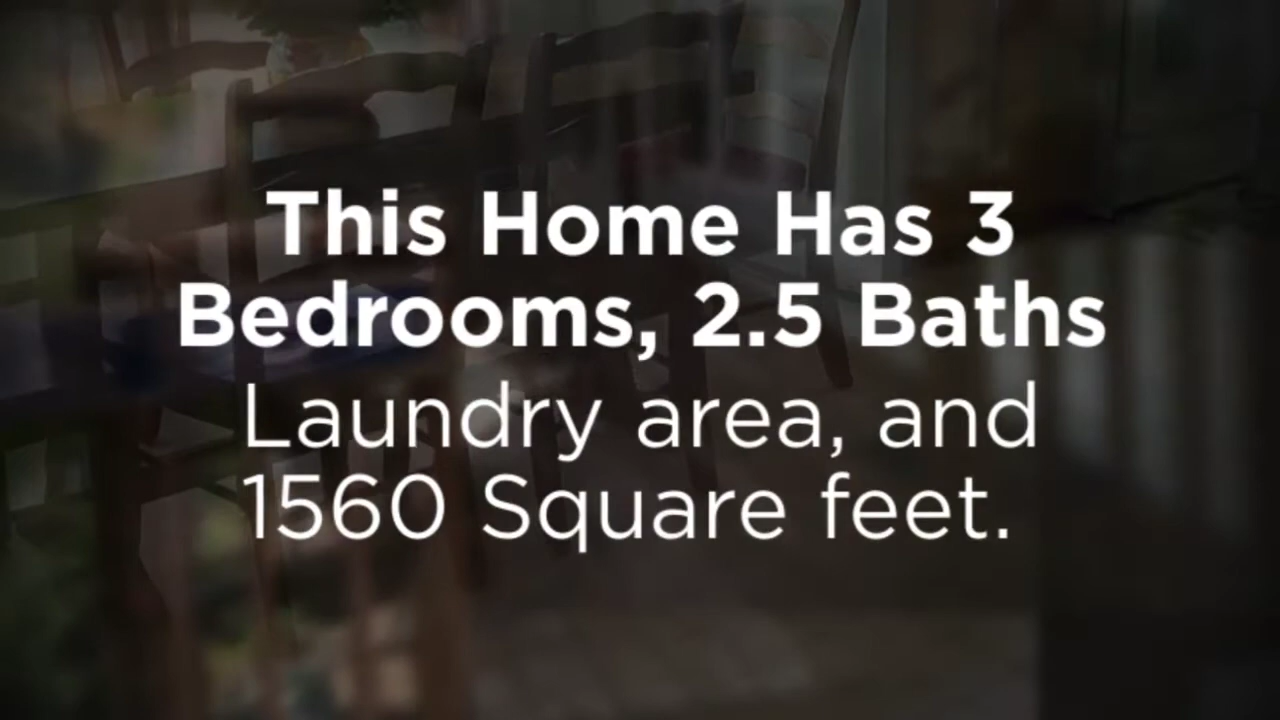 This Home Has 3
Bedrooms, 2.5 Baths
Laundry area, and
1560 Square feet.